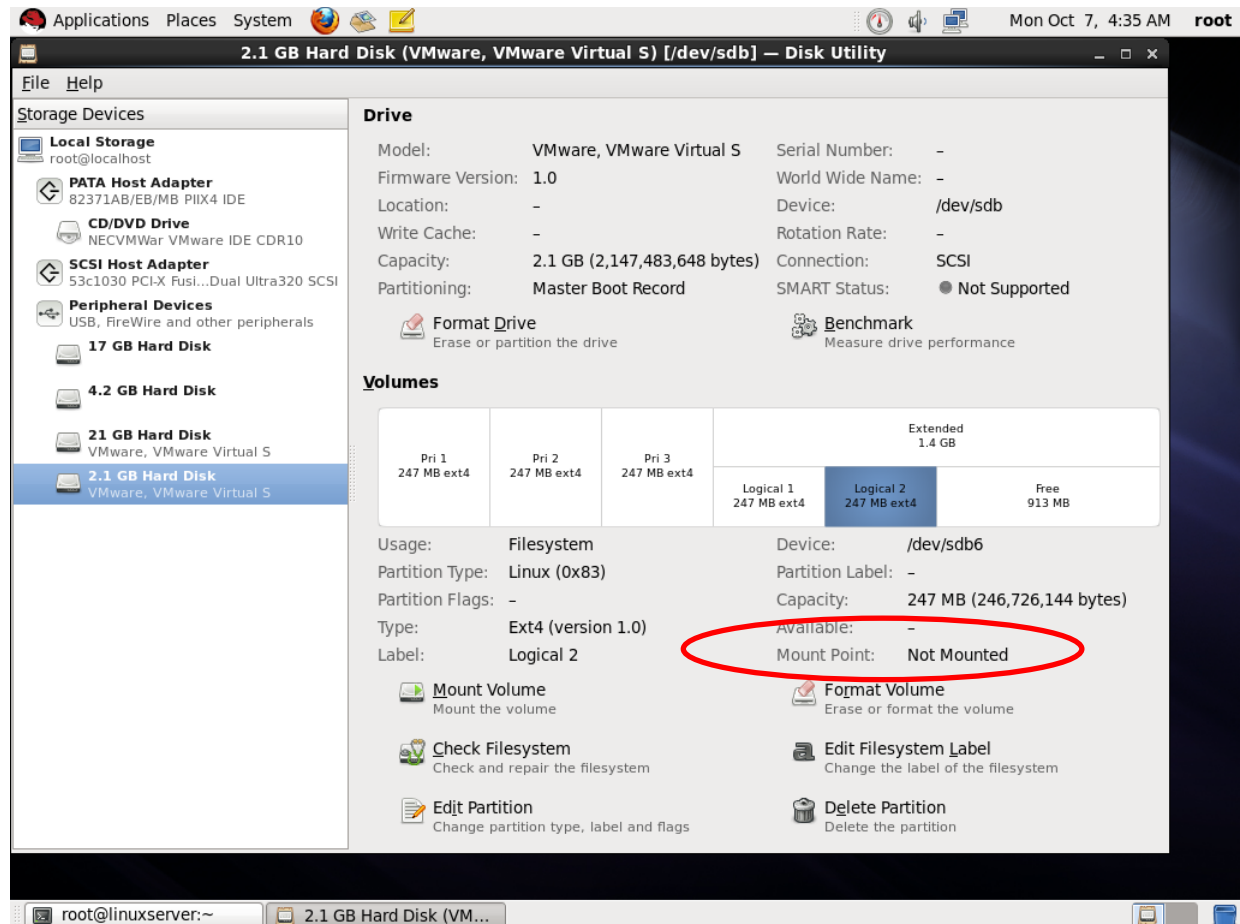 Applications Places System Mon Oct 7, 4:35 AM root
2.1 GB Hard Disk (VMware, VMware Virtual S) [/dev/sdb] — Disk Utility
File Help
Storage Devices
Local Storage
root@localhost
PATA Host Adapter
82371AB/EB/MB PIIX4 IDE
CD/DVD Drive
NECVMWar VMware IDE CDR10
SCSI Host Adapter
53c1030 PCI-X Fusi...Dual Ultra320 SCSI
Peripheral Devices
USB, FireWire and other peripherals
17 GB Hard Disk
4.2 GB Hard Disk
21 GB Hard Disk
VMware, VMware Virtual S
2.1 GB Hard Disk
VMware, VMware Virtual S
Drive
Model: VMware, VMware Virtual S Serial Number: –
Firmware Version: 1.0 World Wide Name: –
Location: – Device: /dev/sdb
Write Cache: – Rotation Rate: –
Capacity: 2.1 GB (2,147,483,648 bytes) Connection: SCSI
Partitioning: Master Boot Record SMART Status: Not Supported
Format Drive Benchmark
Erase or partition the drive Measure drive performance
Volumes
Extended
1.4 GB
Pri 1 Pri 2 Pri 3
247 MB ext4 247 MB ext4 247 MB ext4
Logical 1 Logical 2 Free
247 MB ext4 247 MB ext4 913 MB
Usage: Filesystem Device: /dev/sdb6
Partition Type: Linux (0x83) Partition Label: –
Partition Flags: – Capacity: 247 MB (246,726,144 bytes)
Type: Ext4 (version 1.0) Available: –
Label: Logical 2 Mount Point: Not Mounted
Mount Volume Format Volume
Mount the volume Erase or format the volume
Check Filesystem Edit Filesystem Label
Check and repair the filesystem Change the label of the filesystem
Edit Partition Delete Partition
Change partition type, label and flags Delete the partition
root@linuxserver:~ 2.1 GB Hard Disk (VM...